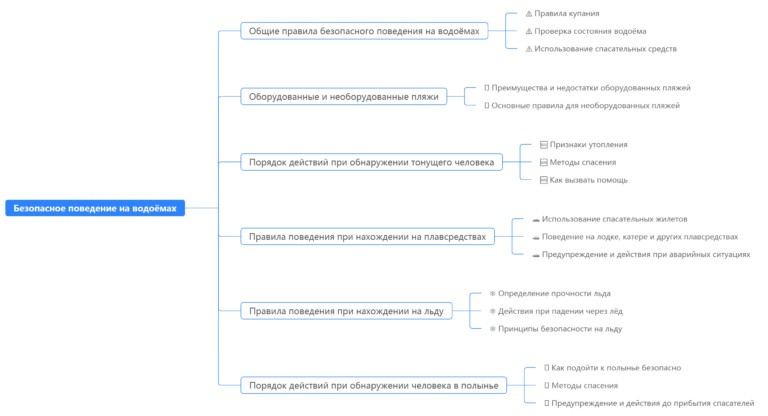 Безопасное поведение на водоёмах
Общие правила безопасного поведения на водоёмах
⚠ Правила купания
⚠ Проверка состояния водоёма
⚠ Использование спасательных средств
Оборудованные и необорудованные пляжи
Преимущества и недостатки оборудованных пляжей
Основные правила для необорудованных пляжей
Порядок действий при обнаружении тонущего человека
🆘 Признаки утопления
🆘 Методы спасения
🆘 Как вызвать помощь
Правила поведения при нахождении на плавсредствах
Использование спасательных жилетов
Поведение на лодке, катере и других плавсредствах
Предупреждение и действия при аварийных ситуациях
Правила поведения при нахождении на льду
❄ Определение прочности льда
❄ Действия при падении через лёд
❄ Принципы безопасности на льду
Порядок действий при обнаружении человека в полынье
Как подойти к полынье безопасно
Методы спасения
Предупреждение и действия до прибытия спасателей